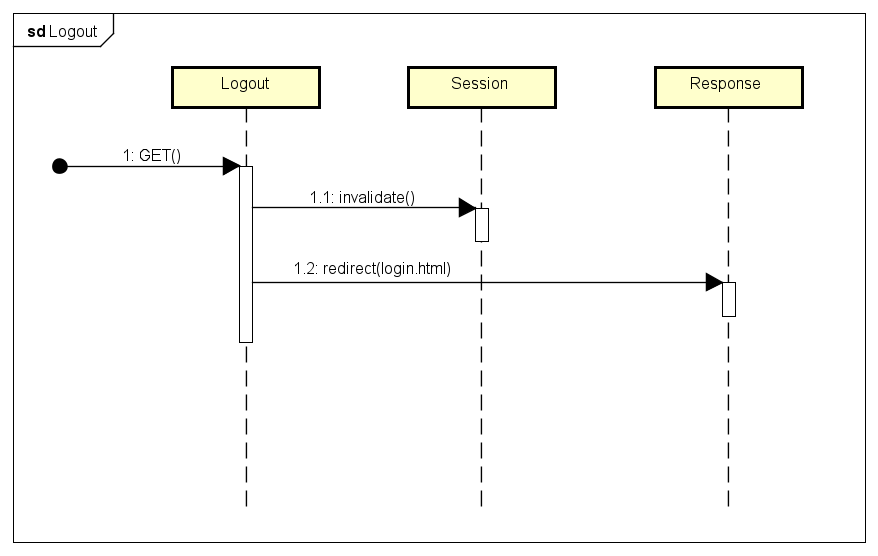 sd Logout
Logout
Session
Response
1: GET()
1.1: invalidate()
1.2: redirect(login.html)